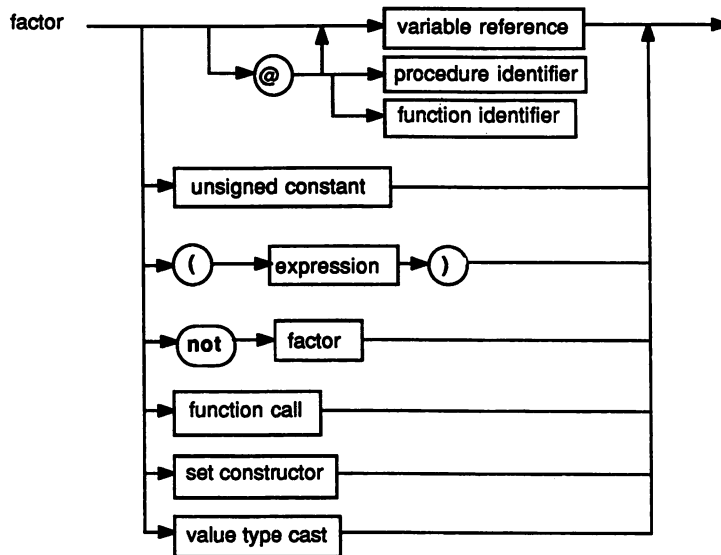 factor
variable reference
@
procedure identifier
function identifier
unsigned constant
( expression )
not factor
function call
set constructor
value type cast